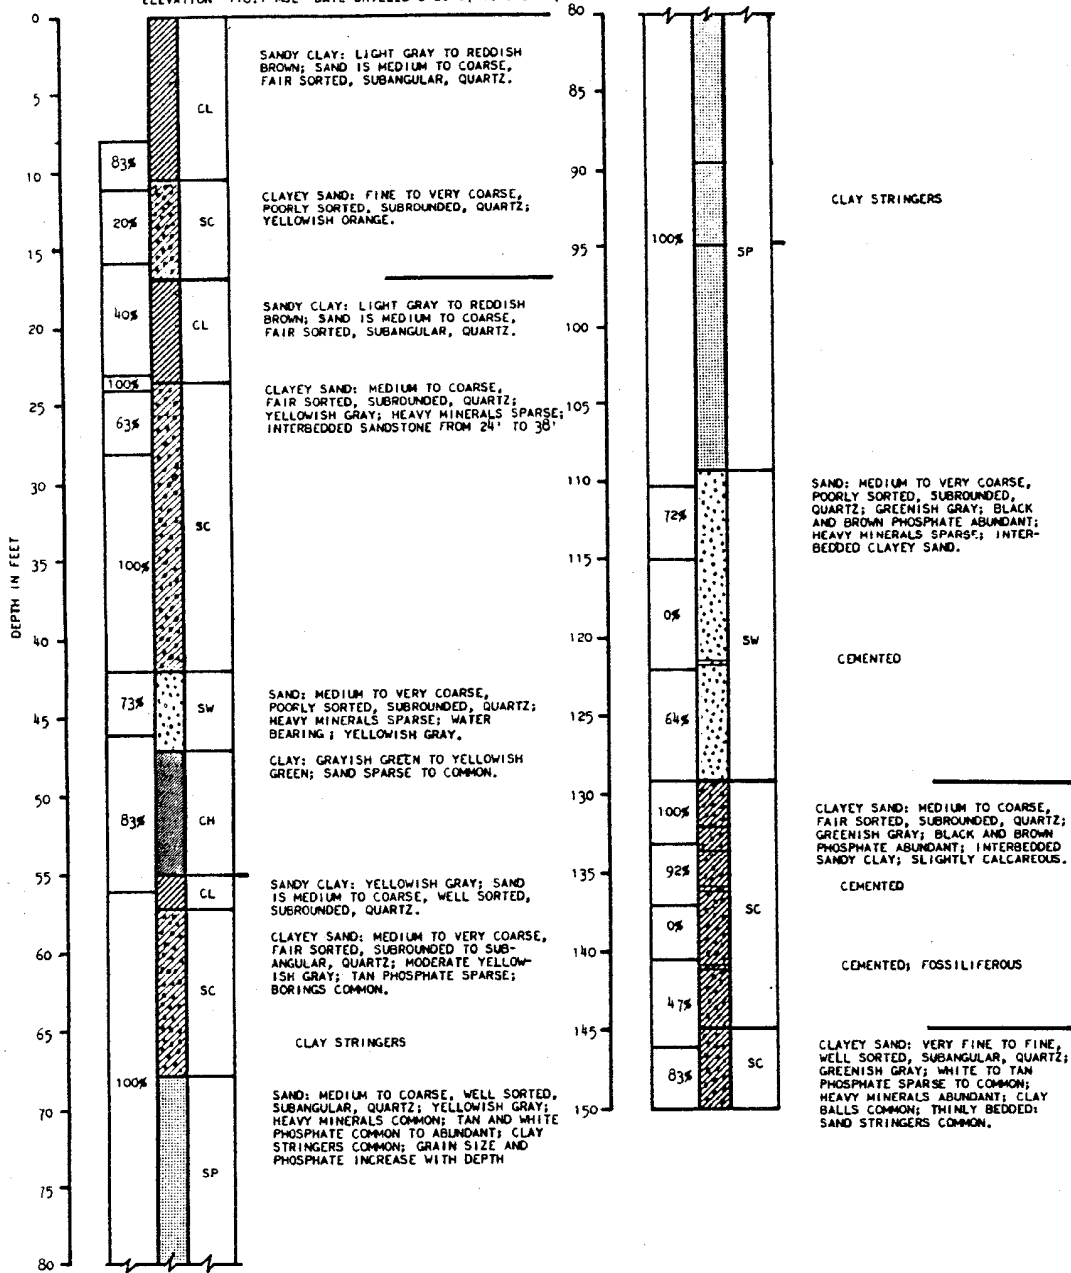 0
5
10
15
20
25
30
35
40
45
50
55
60
65
70
75
80
DEPTH IN FEET
83%
20%
40%
100%
63%
100%
73%
83%
100%
CL
SC
CL
SC
SW
CH
CL
SC
SP
SANDY CLAY: LIGHT GRAY TO REDDISH
BROWN; SAND IS MEDIUM TO COARSE,
FAIR SORTED, SUBANGULAR, QUARTZ.
CLAYEY SAND: FINE TO VERY COARSE,
POORLY SORTED, SUBROUNDED, QUARTZ;
YELLOWISH ORANGE.
SANDY CLAY: LIGHT GRAY TO REDDISH
BROWN; SAND IS MEDIUM TO COARSE,
FAIR SORTED, SUBANGULAR, QUARTZ.
CLAYEY SAND: MEDIUM TO COARSE,
FAIR SORTED, SUBROUNDED, QUARTZ;
YELLOWISH GRAY; HEAVY MINERALS SPARSE;
INTERBEDDED SANDSTONE FROM 24' TO 38'
SAND: MEDIUM TO VERY COARSE,
POORLY SORTED, SUBROUNDED, QUARTZ;
HEAVY MINERALS SPARSE; WATER
BEARING; YELLOWISH GRAY.
CLAY: GRAYISH GREEN TO YELLOWISH
GREEN; SAND SPARSE TO COMMON.
SANDY CLAY: YELLOWISH GRAY; SAND
IS MEDIUM TO COARSE, WELL SORTED,
SUBROUNDED, QUARTZ.
CLAYEY SAND: MEDIUM TO VERY COARSE,
FAIR SORTED, SUBROUNDED TO SUB-
ANGULAR, QUARTZ; MODERATE YELLOW-
ISH GRAY; TAN PHOSPHATE SPARSE;
BORINGS COMMON.
CLAY STRINGERS
SAND: MEDIUM TO COARSE, WELL SORTED,
SUBANGULAR, QUARTZ; YELLOWISH GRAY;
HEAVY MINERALS COMMON; TAN AND WHITE
PHOSPHATE COMMON TO ABUNDANT; CLAY
STRINGERS COMMON; GRAIN SIZE AND
PHOSPHATE INCREASE WITH DEPTH
80
85
90
95
100
105
110
115
120
125
130
135
140
145
150
100%
72%
0%
64%
100%
92%
0%
47%
83%
SP
SW
SC
SC
CLAY STRINGERS
SAND: MEDIUM TO VERY COARSE,
POORLY SORTED, SUBROUNDED,
QUARTZ; GREENISH GRAY; BLACK
AND BROWN PHOSPHATE ABUNDANT;
HEAVY MINERALS SPARSE; INTER-
BEDDED CLAYEY SAND.
CEMENTED
CLAYEY SAND: MEDIUM TO COARSE,
FAIR SORTED, SUBROUNDED, QUARTZ;
GREENISH GRAY; BLACK AND BROWN
PHOSPHATE ABUNDANT; INTERBEDDED
SANDY CLAY; SLIGHTLY CALCAREOUS.
CEMENTED
CEMENTED; FOSSILIFEROUS
CLAYEY SAND: VERY FINE TO FINE,
WELL SORTED, SUBANGULAR, QUARTZ;
GREENISH GRAY; WHITE TO TAN
PHOSPHATE SPARSE TO COMMON;
HEAVY MINERALS ABUNDANT; CLAY
BALLS COMMON; THINLY BEDDED;
SAND STRINGERS COMMON.